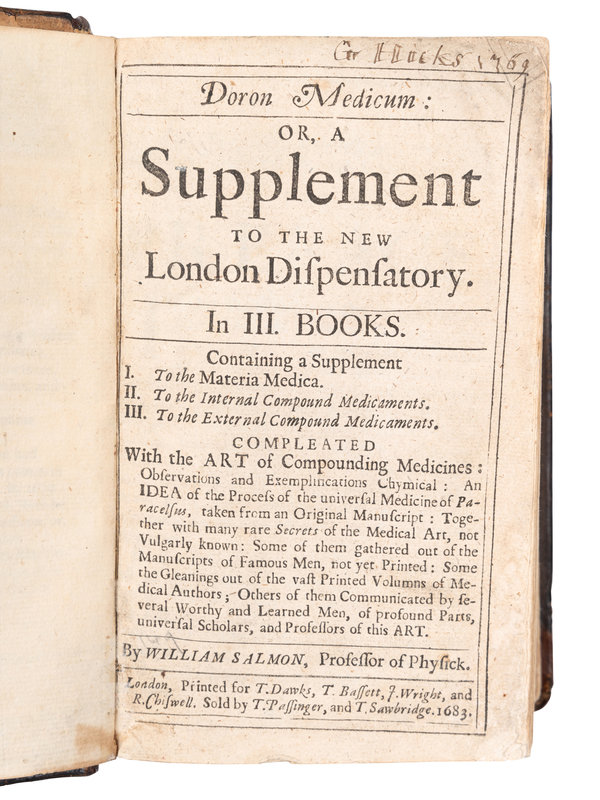 Hocks 1769
Doron Medicum:
OR, A
Supplement
TO THE NEW
London Diſpenſatory.
In III. BOOKS.
Containing a Supplement
I. To the Materia Medica.
II. To the Internal Compound Medicaments.
III. To the External Compound Medicaments.
COMPLEATED
With the ART of Compounding Medicines:
Obſervations and Exemplifications Chymical: An
IDEA of the Proceſs of the univerſal Medicine of Pa-
racelſus, taken from an Original Manuſcript: Toge-
ther with many rare Secrets of the Medical Art, not
Vulgarly known: Some of them gathered out of the
Manuſcripts of Famous Men, not yet Printed: Some
the Gleanings out of the vaſt Printed Volumns of Me-
dical Authors; Others of them Communicated by ſe-
veral Worthy and Learned Men, of profound Parts,
univerſal Scholars, and Profeſſors of this ART.
By WILLIAM SALMON, Profeſſor of Phyſick.
London, Printed for T. Dawks, T. Baſſett, J. Wright, and
R. Chiſwell. Sold by T. Paſſinger, and T. Sawbridge. 1683.